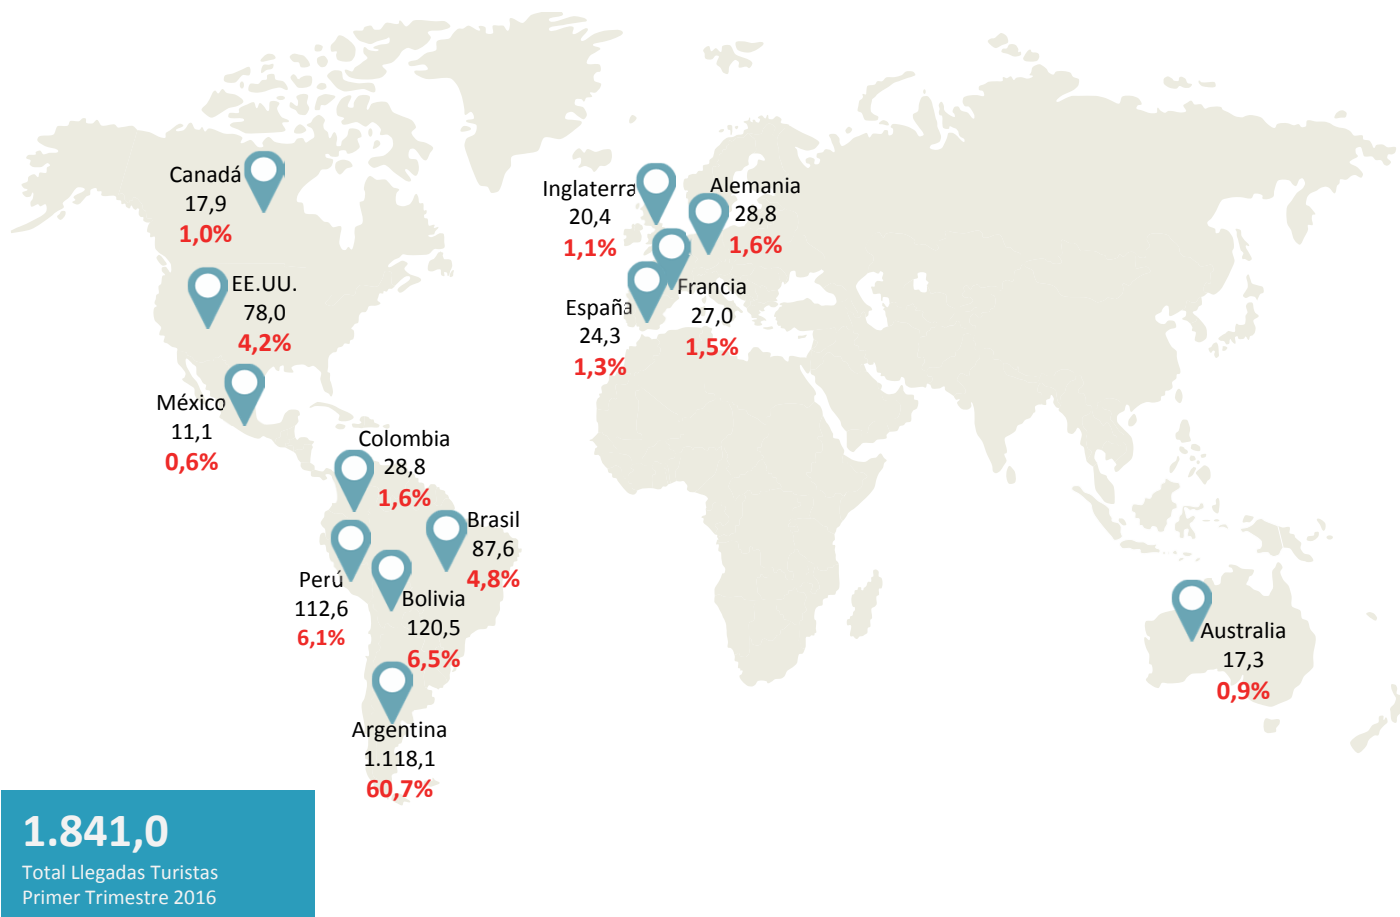 Canadá
17,9
1,0%
EE.UU.
78,0
4,2%
México
11,1
0,6%
Colombia
28,8
1,6%
Brasil
87,6
4,8%
Perú
112,6
6,1%
Bolivia
120,5
6,5%
Argentina
1.118,1
60,7%
Inglaterra
20,4
1,1%
Alemania
28,8
1,6%
Francia
27,0
1,5%
España
24,3
1,3%
Australia
17,3
0,9%
1.841,0
Total Llegadas Turistas
Primer Trimestre 2016